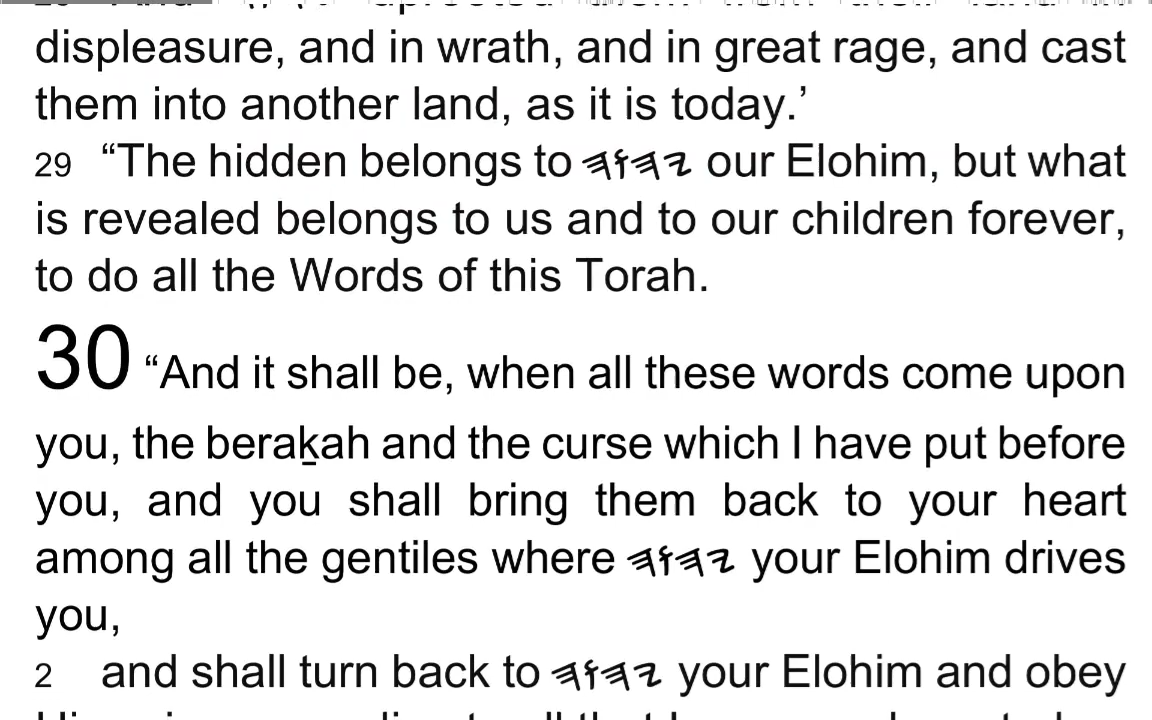 displeasure, and in wrath, and in great rage, and cast
them into another land, as it is today.’
29 “The hidden belongs to 𐤉𐤄𐤅𐤄 our Elohim, but what
is revealed belongs to us and to our children forever,
to do all the Words of this Torah.
30 “And it shall be, when all these words come upon
you, the beraḵah and the curse which I have put before
you, and you shall bring them back to your heart
among all the gentiles where 𐤉𐤄𐤅𐤄 your Elohim drives
you,
2 and shall turn back to 𐤉𐤄𐤅𐤄 your Elohim and obey